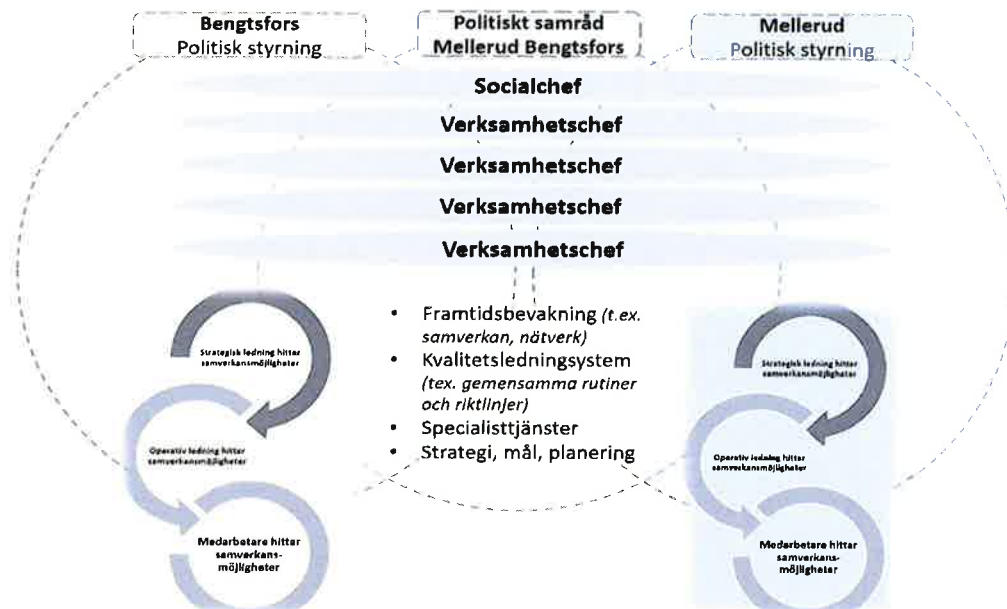 Bengtsfors
Politisk styrning
Politiskt samråd
Mellerud Bengtsfors
Mellerud
Politisk styrning
Socialchef
Verksamhetschef
Verksamhetschef
Verksamhetschef
Verksamhetschef
• Framtidsbevakning (t.ex.
samverkan, nätverk)
• Kvalitetsledningsystem
(tex. gemensamma rutiner
och riktlinjer)
• Specialisttjänster
• Strategi, mål, planering
Strategisk ledning hittar
samverkansmöjligheter
Operativ ledning hittar
samverkansmöjligheter
Medarbetare hittar
samverkans-
möjligheter
Strategisk ledning hittar
samverkansmöjligheter
Operativ ledning hittar
samverkansmöjligheter
Medarbetare hittar
samverkans-
möjligheter